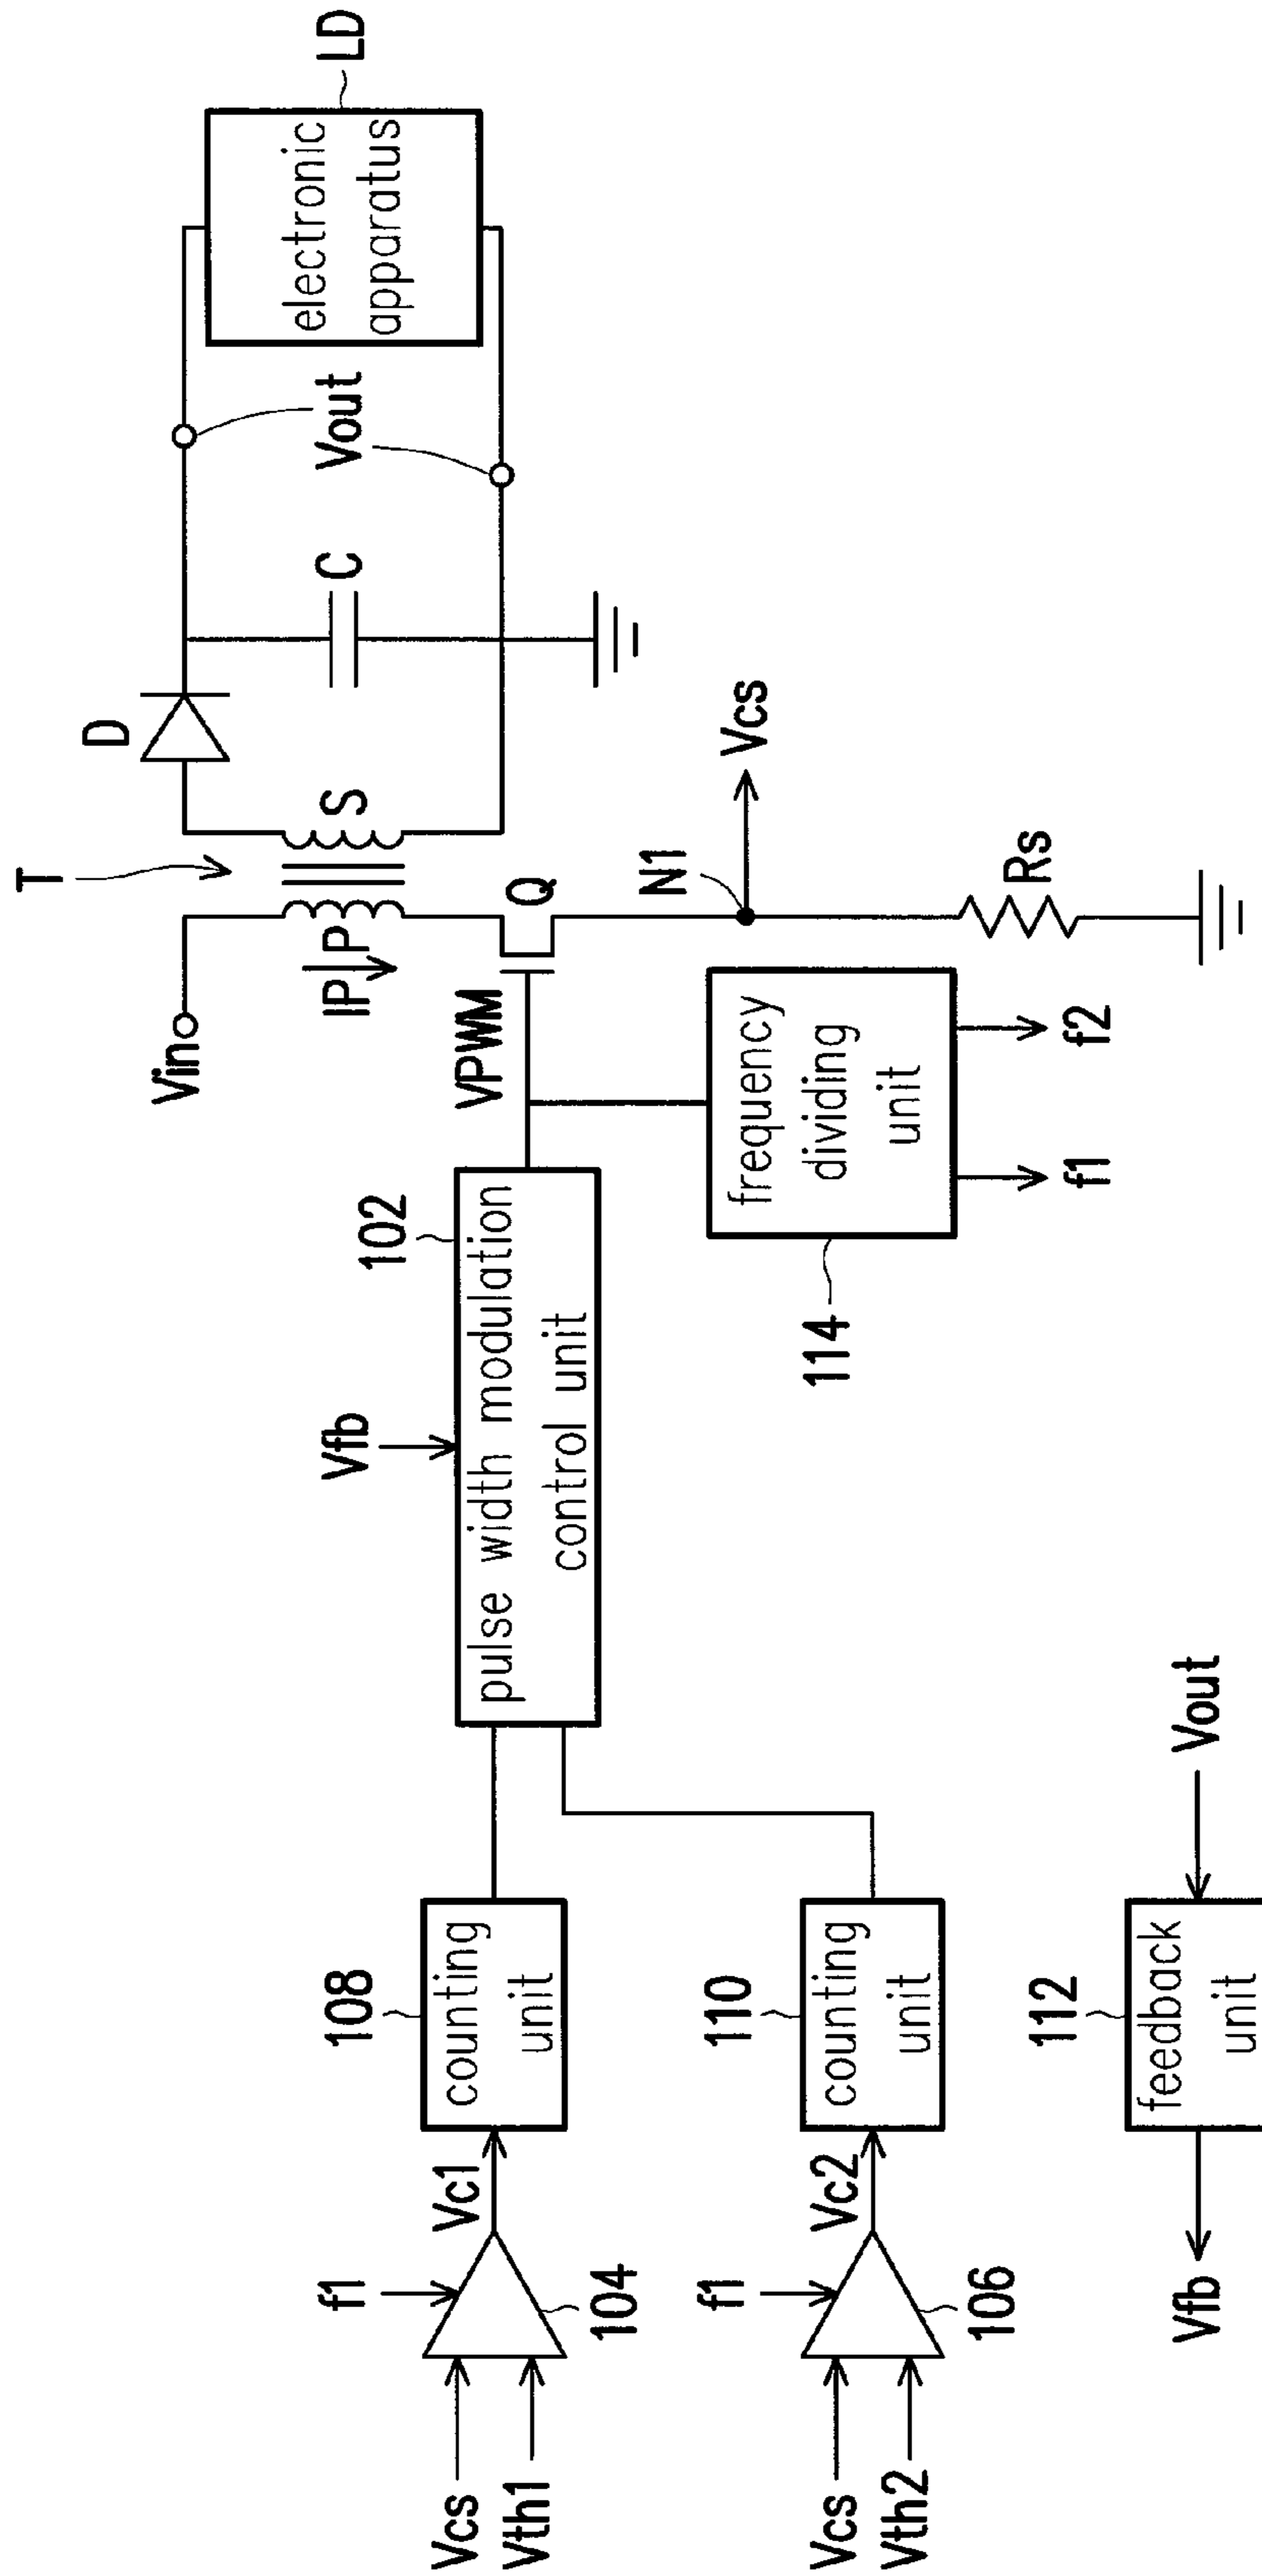 T
D
Vin
IP
P
S
C
Vout
electronic
apparatus
LD
VPWM
Q
N1
Vcs
Rs
Vfb
102
pulse width modulation
control unit
frequency
dividing
unit
114
f1
f2
108
counting
unit
f1
Vcs
Vth1
Vc1
104
110
counting
unit
f1
Vcs
Vth2
Vc2
106
112
feedback
unit
Vfb
Vout